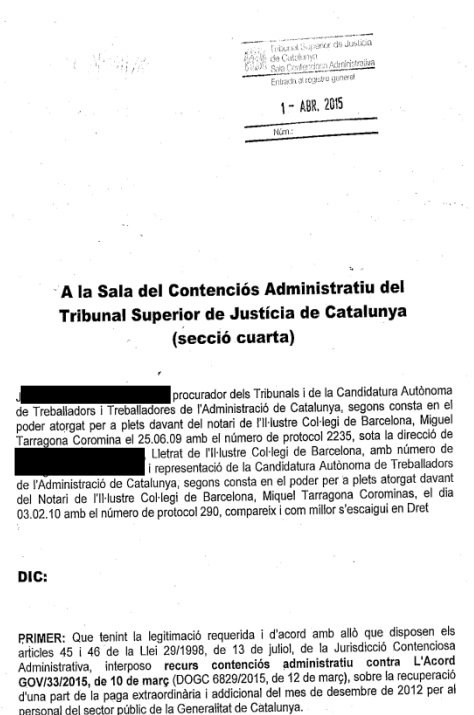 Tribunal Superior de Justícia
de Catalunya
Sala Contenciosa Administrativa
Entrada al registre general
1 - ABR. 2015
Núm.:
A la Sala del Contenciós Administratiu del
Tribunal Superior de Justícia de Catalunya
(secció cuarta)
J procurador dels Tribunals i de la Candidatura Autònoma
de Treballadors i Treballadores de l'Administració de Catalunya, segons consta en el
poder atorgat per a plets davant del notari de l'Il·lustre Col·legi de Barcelona, Miguel
Tarragona Coromina el 25.06.09 amb el número de protocol 2235, sota la direcció de
Lletrat de l'Il·lustre Col·legi de Barcelona, amb número de
i representació de la Candidatura Autònoma de Treballadors
de l'Administració de Catalunya, segons consta en el poder per a plets atorgat davant
del Notari de l'Il·lustre Col·legi de Barcelona, Miquel Tarragona Corominas, el dia
03.02.10 amb el número de protocol 290, compareix i com millor s'escaigui en Dret
DIC:
PRIMER: Que tenint la legitimació requerida i d'acord amb allò que disposen els
articles 45 i 46 de la Llei 29/1998, de 13 de juliol, de la Jurisdicció Contenciosa
Administrativa, interposo recurs contenciós administratiu contra L'Acord
GOV/33/2015, de 10 de març (DOGC 6829/2015, de 12 de març), sobre la recuperació
d'una part de la paga extraordinària i addicional del mes de desembre de 2012 per al
personal del sector públic de la Generalitat de Catalunya.